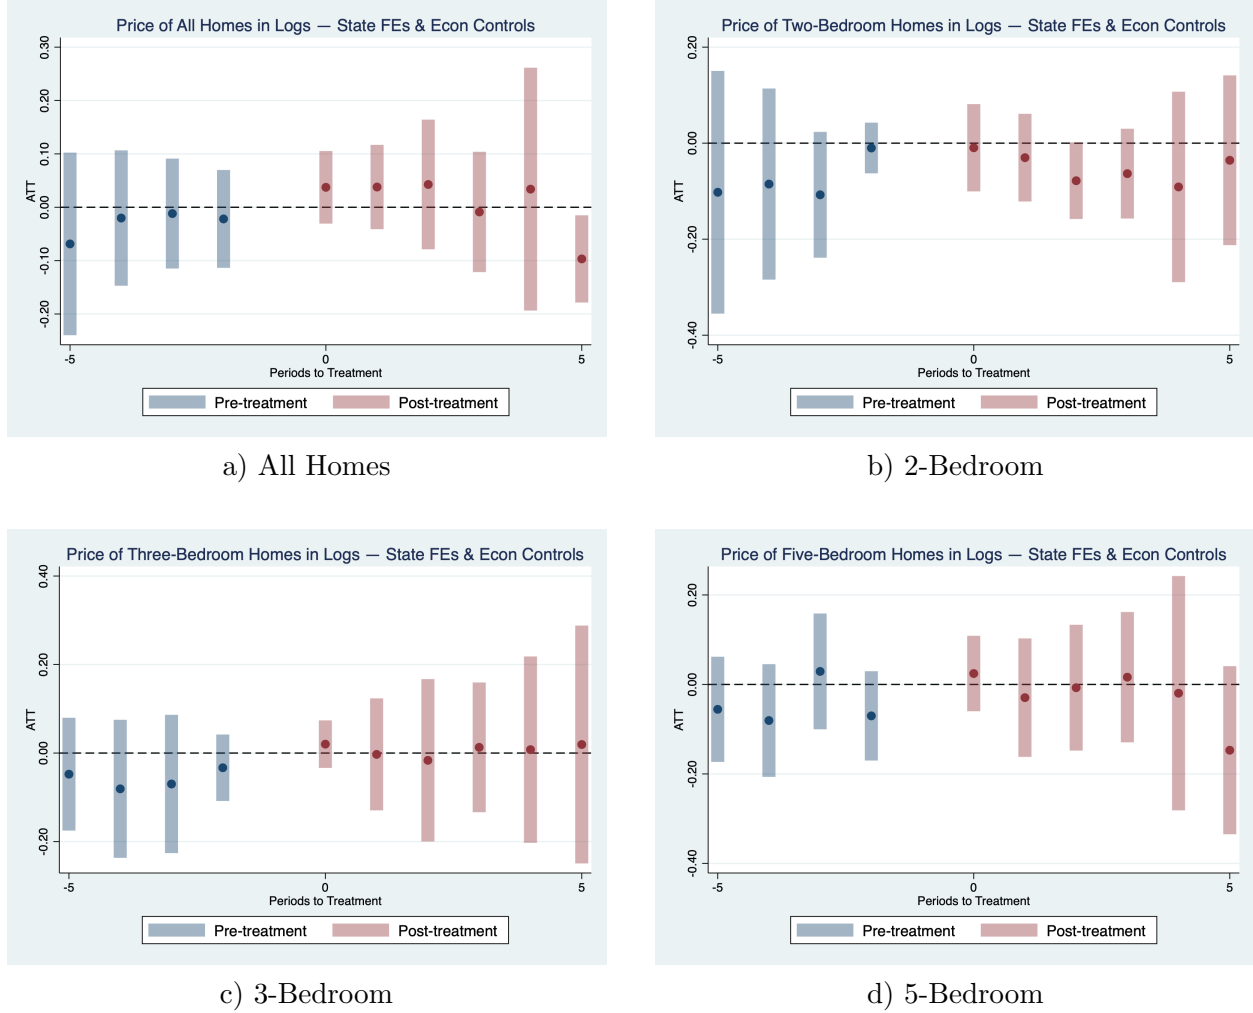 Price of All Homes in Logs — State FEs & Econ Controls
0.30
0.20
0.10
0.00
-0.10
-0.20
ATT
-5
0
5
Periods to Treatment
Pre-treatment
Post-treatment
a) All Homes
Price of Two-Bedroom Homes in Logs — State FEs & Econ Controls
0.20
0.00
-0.20
-0.40
ATT
-5
0
5
Periods to Treatment
Pre-treatment
Post-treatment
b) 2-Bedroom
Price of Three-Bedroom Homes in Logs — State FEs & Econ Controls
0.40
0.20
0.00
-0.20
ATT
-5
0
5
Periods to Treatment
Pre-treatment
Post-treatment
c) 3-Bedroom
Price of Five-Bedroom Homes in Logs — State FEs & Econ Controls
0.20
0.00
-0.20
-0.40
ATT
-5
0
5
Periods to Treatment
Pre-treatment
Post-treatment
d) 5-Bedroom